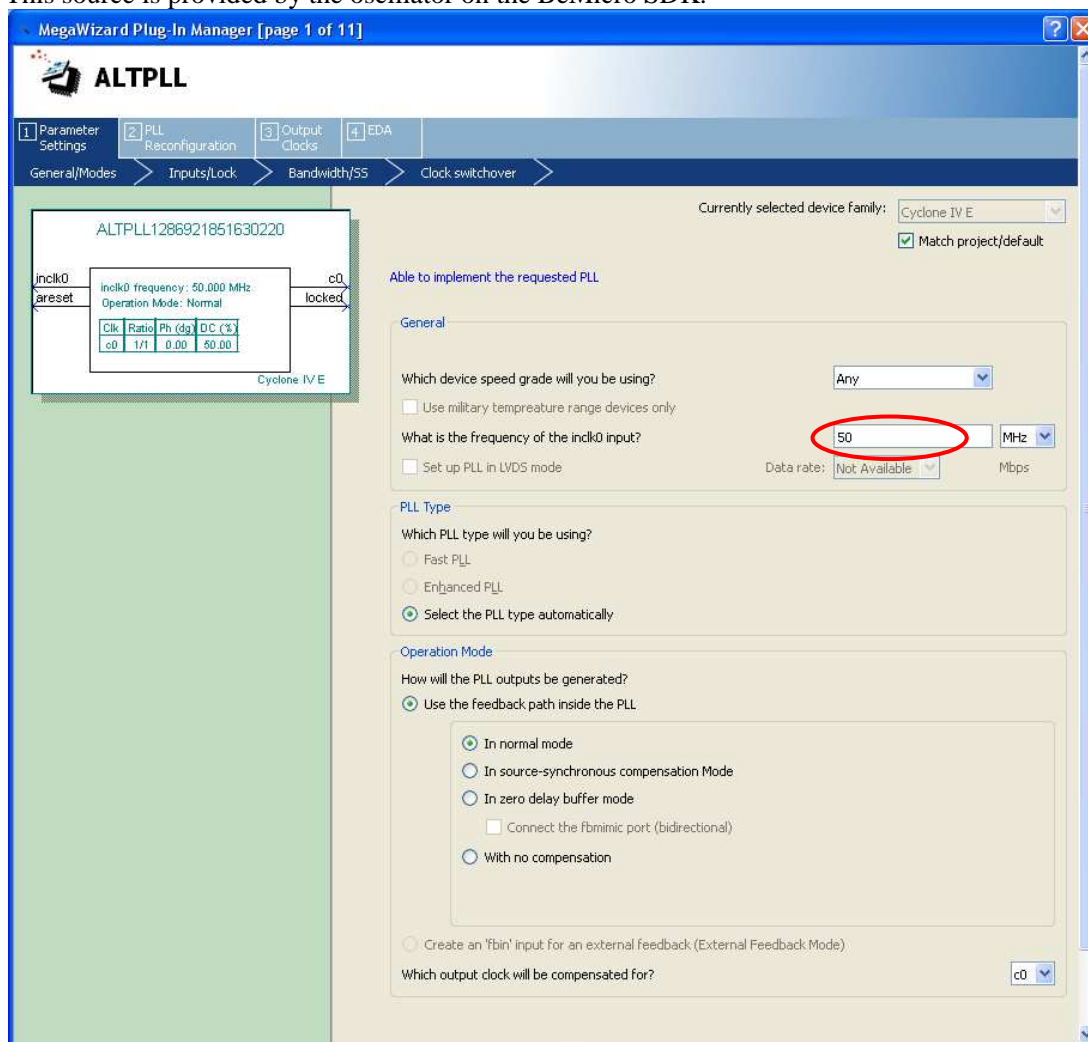 This source is provided by the oscillator on the BeMicro SDK.
MegaWizard Plug-In Manager [page 1 of 11]
ALTPLL
1 Parameter Settings
2 PLL Reconfiguration
3 Output Clocks
4 EDA
General/Modes
Inputs/Lock
Bandwidth/SS
Clock switchover
Currently selected device family:
Cyclone IV E
Match project/default
ALTPLL1286921851630220
inclk0
areset
c0
locked
inclk0 frequency: 50.000 MHz
Operation Mode: Normal
Clk Ratio Ph (dg) DC (%)
c0 1/1 0.00 50.00
Cyclone IV E
Able to implement the requested PLL
General
Which device speed grade will you be using?
Any
Use military tempreature range devices only
What is the frequency of the inclk0 input?
50
MHz
Set up PLL in LVDS mode
Data rate:
Not Available
Mbps
PLL Type
Which PLL type will you be using?
Fast PLL
Enhanced PLL
Select the PLL type automatically
Operation Mode
How will the PLL outputs be generated?
Use the feedback path inside the PLL
In normal mode
In source-synchronous compensation Mode
In zero delay buffer mode
Connect the fbmimic port (bidirectional)
With no compensation
Create an 'fbin' input for an external feedback (External Feedback Mode)
Which output clock will be compensated for?
c0